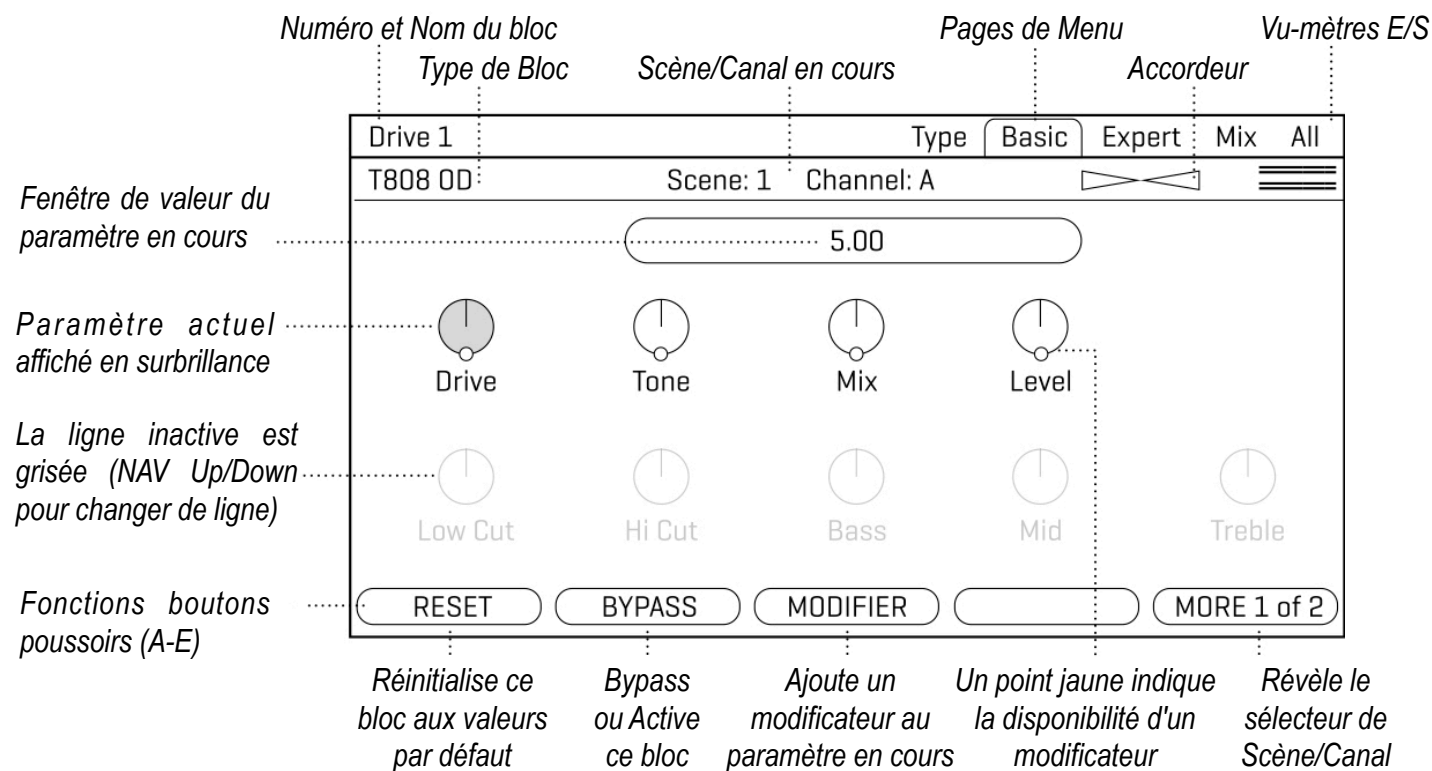 Numéro et Nom du bloc
Pages de Menu
Vu-mètres E/S
Type de Bloc
Scène/Canal en cours
Accordeur
Drive 1
Type
Basic
Expert
Mix
All
T808 OD
Scene: 1
Channel: A
Fenêtre de valeur du
paramètre en cours
5.00
Paramètre actuel
affiché en surbrillance
Drive
Tone
Mix
Level
La ligne inactive est
grisée (NAV Up/Down
pour changer de ligne)
Low Cut
Hi Cut
Bass
Mid
Treble
Fonctions boutons
poussoirs (A-E)
RESET
BYPASS
MODIFIER
MORE 1 of 2
Réinitialise ce
bloc aux valeurs
par défaut
Bypass
ou Active
ce bloc
Ajoute un
modificateur au
paramètre en cours
Un point jaune indique
la disponibilité d'un
modificateur
Révèle le
sélecteur de
Scène/Canal